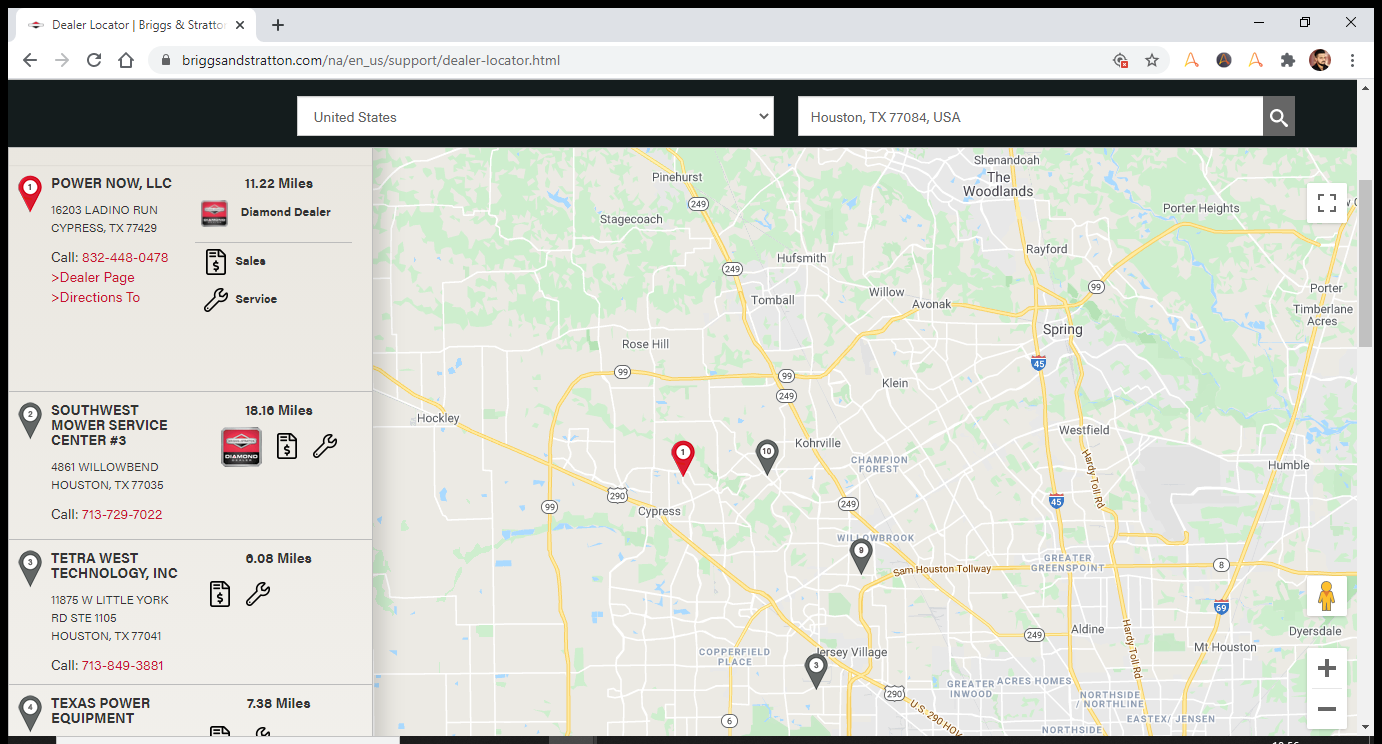 Dealer Locator | Briggs & Stratto
briggsandstratton.com/na/en_us/support/dealer-locator.html
United States
Houston, TX 77084, USA
1
POWER NOW, LLC
11.22 Miles
16203 LADINO RUN
CYPRESS, TX 77429
Diamond Dealer
Call: 832-448-0478
>Dealer Page
>Directions To
Sales
Service
2
SOUTHWEST
MOWER SERVICE
CENTER #3
18.16 Miles
DIAMOND
4861 WILLOWBEND
HOUSTON, TX 77035
Call: 713-729-7022
3
TETRA WEST
TECHNOLOGY, INC
6.08 Miles
11875 W LITTLE YORK
RD STE 1105
HOUSTON, TX 77041
Call: 713-849-3881
4
TEXAS POWER
EQUIPMENT
7.38 Miles
Shenandoah
The
Woodlands
Pinehurst
249
Stagecoach
Porter Heights
Rayford
Hufsmith
249
99
Tomball
Willow
Avonak
Porter
Timberlane
Acres
Spring
Rose Hill
45
99
99
249
Klein
Hockley
Westfield
Kohrville
1
10
CHAMPION
FOREST
Humble
Hardy Toll Rd
290
99
Cypress
249
45
WILLOWBROOK
9
GREATER
GREENSPOINT
Sam Houston Tollway
8
69
249
Aldine
Dyersdale
Hardy Toll Rd
Mt Houston
COPPERFIELD
PLACE
Jersey Village
3
GREATER
INWOOD
ACRES HOMES
290
NORTHSIDE
/ NORTHLINE
U.S. 290 HOV
6
EASTEX/ JENSEN
NORTHSIDE